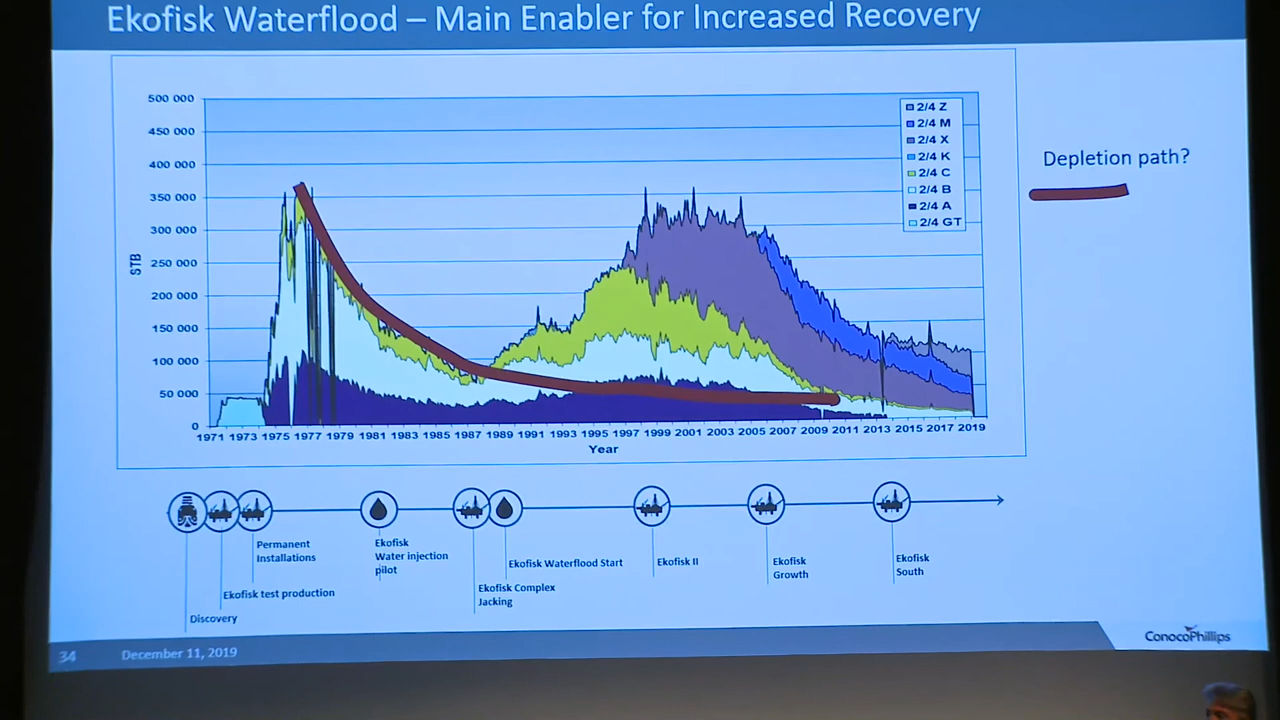 Ekofisk Waterflood – Main Enabler for Increased Recovery
500 000
450 000
400 000
350 000
300 000
250 000
200 000
150 000
100 000
50 000
0
STB
1971 1973 1975 1977 1979 1981 1983 1985 1987 1989 1991 1993 1995 1997 1999 2001 2003 2005 2007 2009 2011 2013 2015 2017 2019
Year
2/4 Z
2/4 M
2/4 X
2/4 K
2/4 C
2/4 B
2/4 A
2/4 GT
Depletion path?
Discovery
Ekofisk test production
Permanent
Installations
Ekofisk
Water injection
pilot
Ekofisk Complex
Jacking
Ekofisk Waterflood Start
Ekofisk II
Ekofisk
Growth
Ekofisk
South
34
December 11, 2019
ConocoPhillips